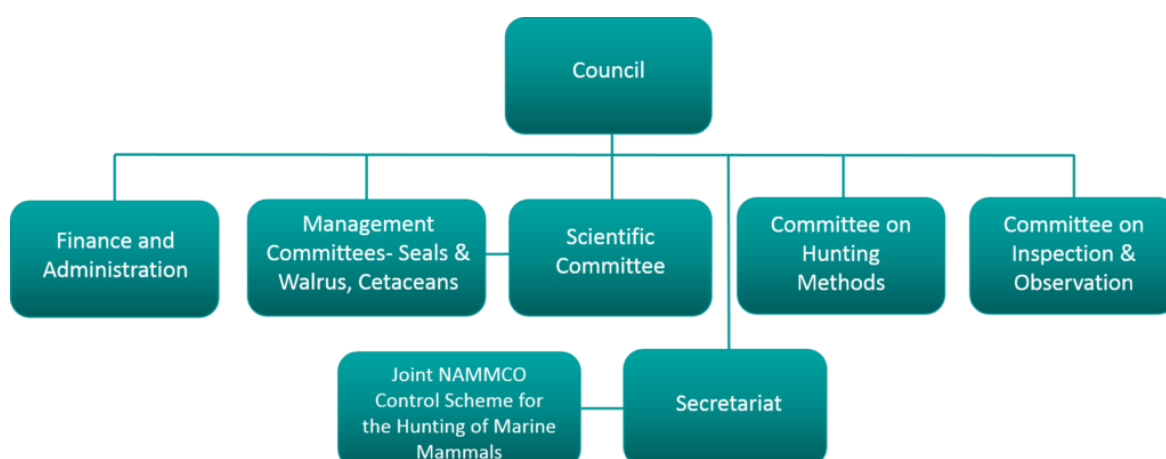 Council
Finance and
Administration
Management
Committees- Seals &
Walrus, Cetaceans
Scientific
Committee
Committee on
Hunting
Methods
Committee on
Inspection &
Observation
Joint NAMMCO
Control Scheme for
the Hunting of Marine
Mammals
Secretariat